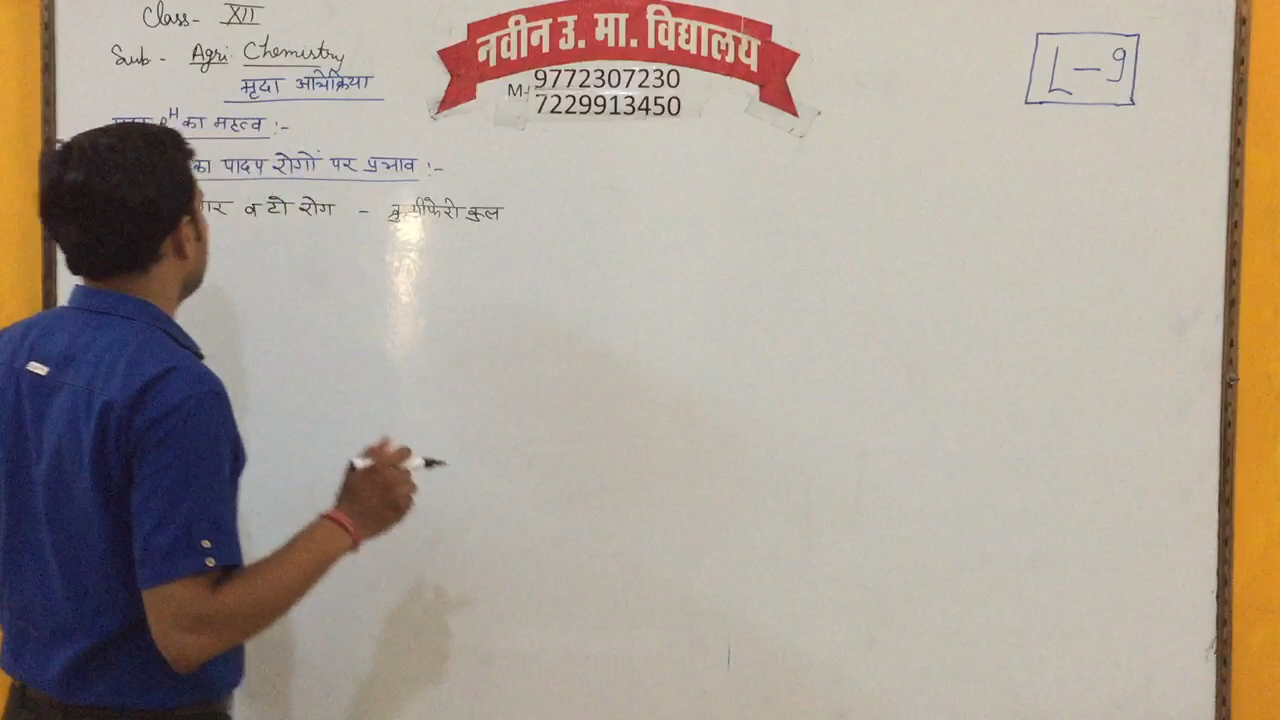 Class- XII
Sub - Agri Chemistry
मृदा अभिक्रिया
नवीन उ. मा. विद्यालय
M.- 9772307230
7229913450
L-9
pH का महत्व :-
का पादप रोगों पर प्रभाव :-
व टो रोग - क्रुसीफेरी कुल